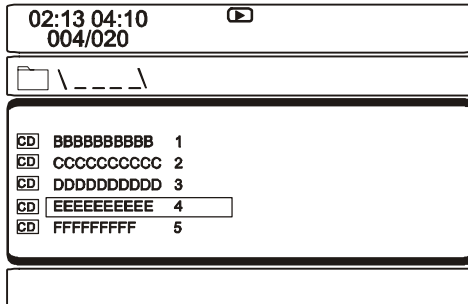 02:13 04:10
004/020
\ _ _ _ _ \
CD BBBBBBBBBB 1
CD CCCCCCCCCC 2
CD DDDDDDDDDD 3
CD EEEEEEEEEE 4
CD FFFFFFFFF 5